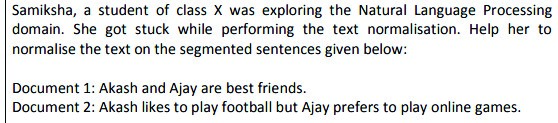 Samiksha, a student of class X was exploring the Natural Language Processing
domain. She got stuck while performing the text normalisation. Help her to
normalise the text on the segmented sentences given below:
Document 1: Akash and Ajay are best friends.
Document 2: Akash likes to play football but Ajay prefers to play online games.